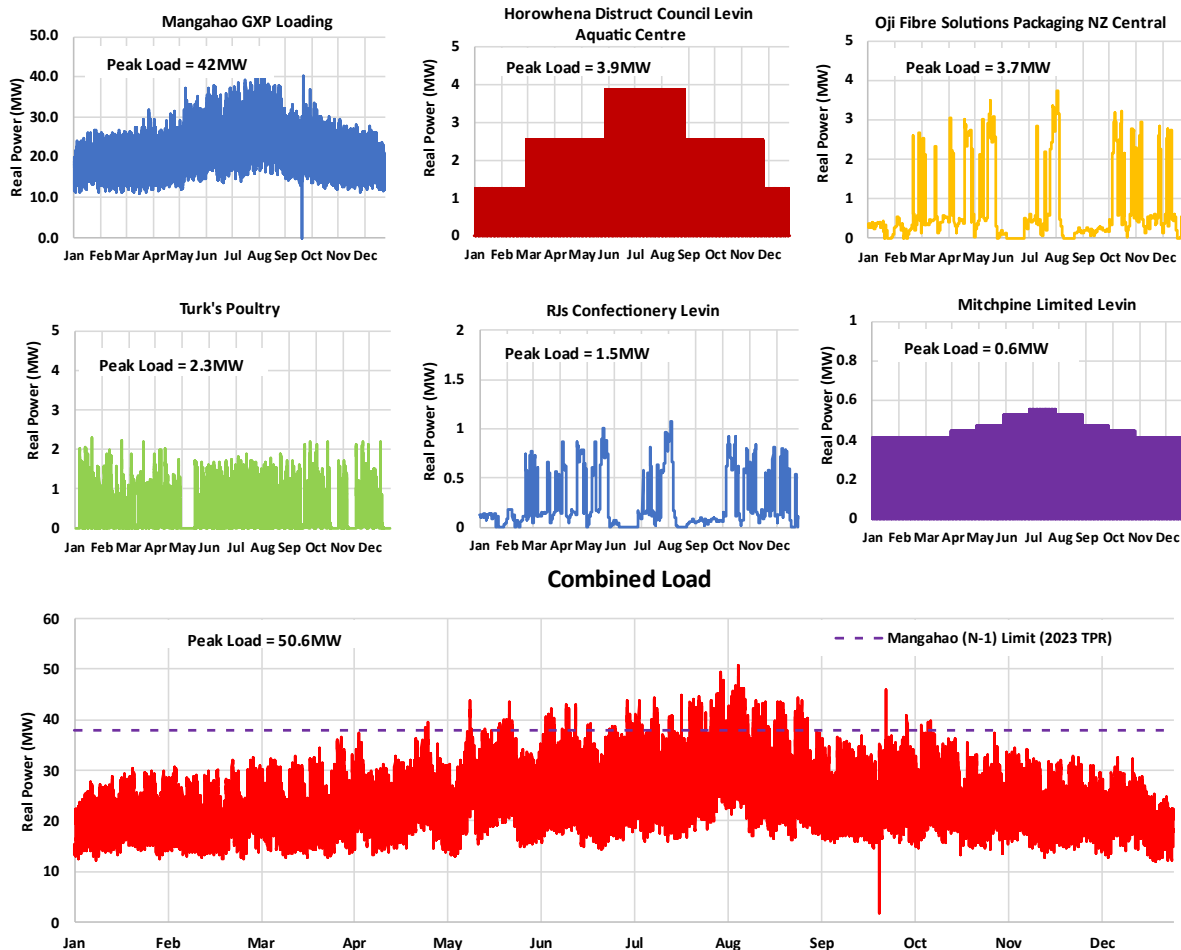 Mangahao GXP Loading
50.0
40.0
30.0
20.0
10.0
0.0
Real Power (MW)
Peak Load = 42MW
Jan Feb Mar Apr May Jun Jul Aug Sep Oct Nov Dec
Horowhena Distruct Council Levin
Aquatic Centre
5
4
3
2
1
0
Real Power (MW)
Peak Load = 3.9MW
Jan Feb Mar Apr May Jun Jul Aug Sep Oct Nov Dec
Oji Fibre Solutions Packaging NZ Central
5
4
3
2
1
0
Real Power (MW)
Peak Load = 3.7MW
Jan Feb Mar Apr May Jun Jul Aug Sep Oct Nov Dec
Turk's Poultry
5
4
3
2
1
0
Real Power (MW)
Peak Load = 2.3MW
Jan Feb Mar Apr May Jun Jul Aug Sep Oct Nov Dec
RJs Confectionery Levin
2
1.5
1
0.5
0
Real Power (MW)
Peak Load = 1.5MW
Jan Feb Mar Apr May Jun Jul Aug Sep Oct Nov Dec
Mitchpine Limited Levin
1
0.8
0.6
0.4
0.2
0
Real Power (MW)
Peak Load = 0.6MW
Jan Feb Mar Apr May Jun Jul Aug Sep Oct Nov Dec
Combined Load
60
50
40
30
20
10
0
Real Power (MW)
Peak Load = 50.6MW
Mangahao (N-1) Limit (2023 TPR)
Jan Feb Mar Apr May Jun Jul Aug Sep Oct Nov Dec